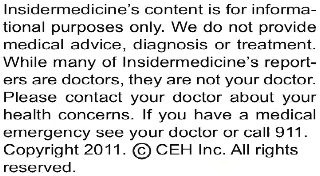 Insidermedicine's content is for informa-
tional purposes only. We do not provide
medical advice, diagnosis or treatment.
While many of Insidermedicine's report-
ers are doctors, they are not your doctor.
Please contact your doctor about your
health concerns. If you have a medical
emergency see your doctor or call 911.
Copyright 2011. © CEH Inc. All rights
reserved.